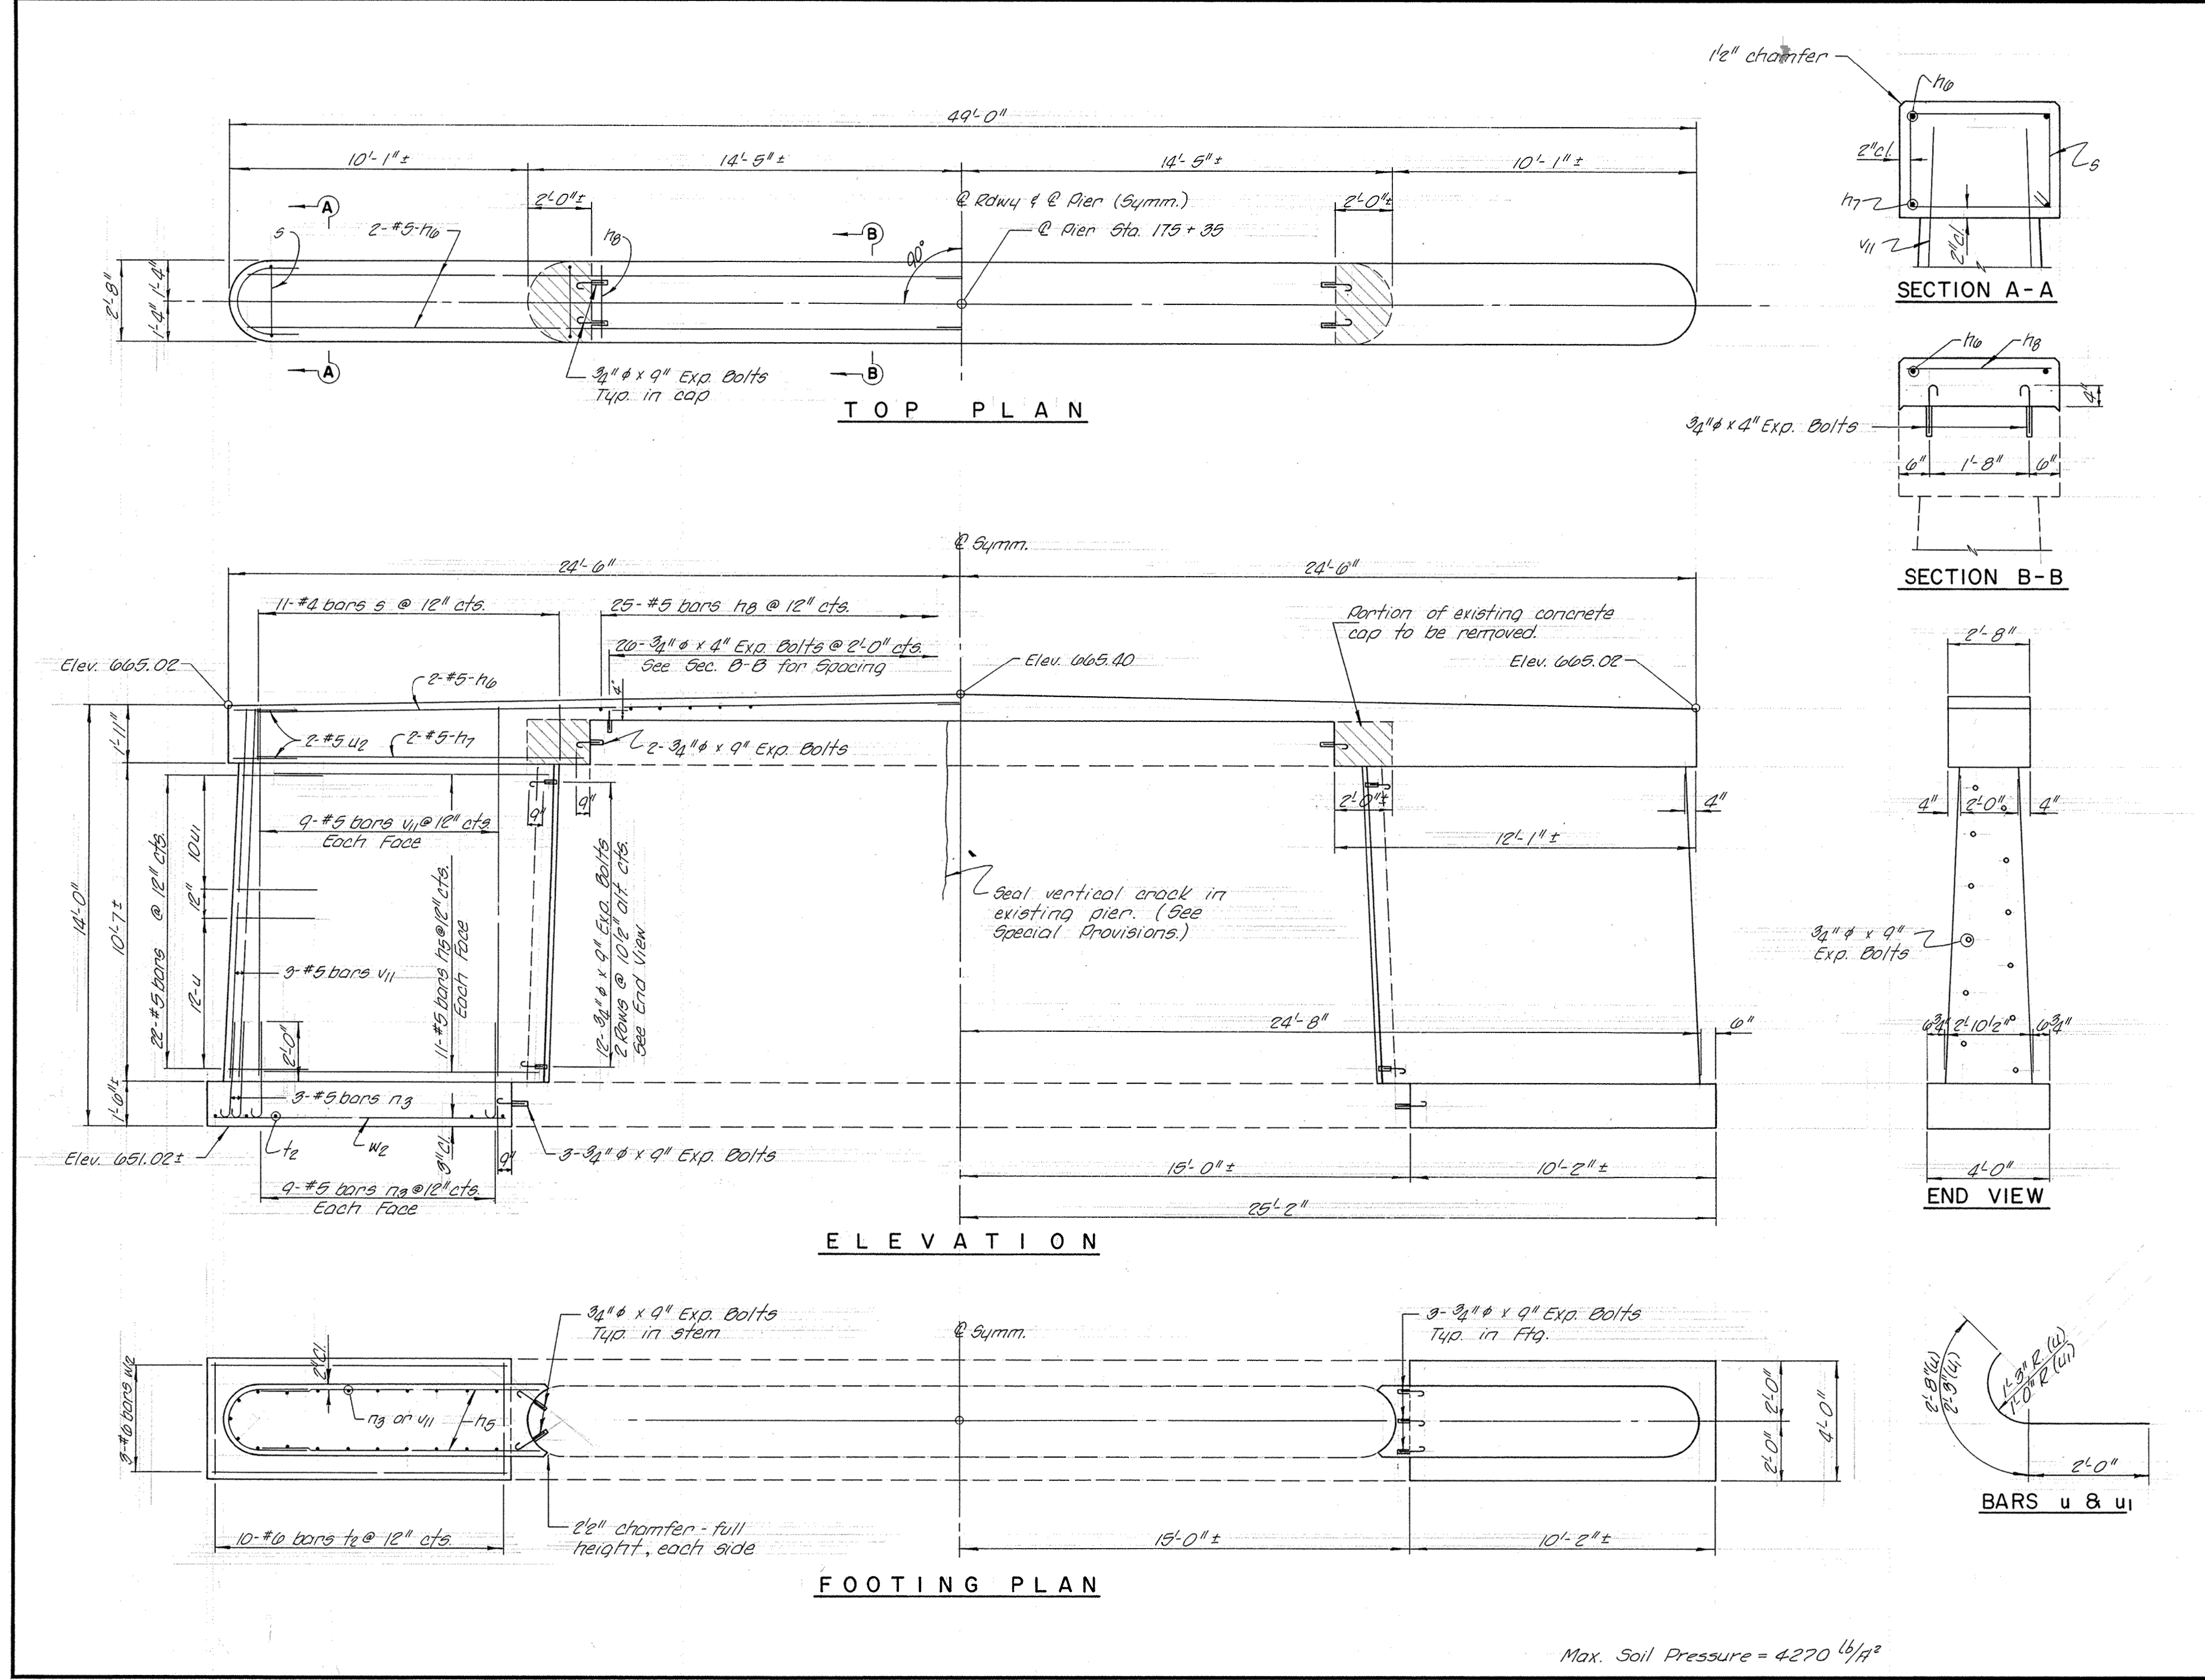 1½" chamfer
h6
2" cl.
s
h7
v11
2" cl.
SECTION A-A
49'-0"
10'-1"±
14'-5"±
14'-5"±
10'-1"±
2'-0"±
℄ Rdwy & ℄ Pier (Symm.)
2'-0"±
A
s
2-#5-h6
h8
B
℄ Pier Sta. 175+35
90°
2'-8"
1'-4"
1'-4"
A
¾"φ x 9" Exp. Bolts
Typ. in cap
B
TOP PLAN
h6
h8
4"
¾"φ x 4" Exp. Bolts
6"
1'-8"
6"
SECTION B-B
℄ Symm.
24'-6"
24'-6"
11-#4 bars s @ 12" cts.
25-#5 bars h8 @ 12" cts.
26-¾"φ x 4" Exp. Bolts @ 2'-0" cts.
See Sec. B-B for Spacing
Portion of existing concrete
cap to be removed.
Elev. 665.02
2-#5-h6
4"
Elev. 665.40
Elev. 665.02
1'-11"
2-#5 u2
2-#5-h7
2-¾"φ x 9" Exp. Bolts
9"
9"
2'-0"±
4"
12'-1"±
9-#5 bars v11 @ 12" cts.
Each Face
14'-0"
10'-7±
22-#5 bars @ 12" cts.
10u1
12"
12-u
3-#5 bars v11
11-#5 bars h5 @ 12" cts.
Each Face
12-¾"φ x 9" Exp. Bolts
2 Rows @ 10½" alt cts.
See End View
Seal vertical crack in
existing pier. (See
Special Provisions.)
24'-8"
6"
2'-0"
1'-6"±
3-#5 bars n3
Elev. 651.02±
t2
w2
3" Cl.
9"
3-¾"φ x 9" Exp. Bolts
9-#5 bars n3 @ 12" cts.
Each Face
15'-0"±
10'-2"±
25'-2"
ELEVATION
2'-8"
4"
2'-0"
4"
¾"φ x 9"
Exp. Bolts
6¾"
2'-10½"
6¾"
4'-0"
END VIEW
¾"φ x 9" Exp. Bolts
Typ. in stem
℄ Symm.
3-¾"φ x 9" Exp. Bolts
Typ. in Ftg.
3-#6 bars w2
2" Cl.
n3 or v11
h5
2'-0"
2'-0"
4'-0"
10-#6 bars t2 @ 12" cts.
2½" chamfer - full
height, each side
15'-0"±
10'-2"±
FOOTING PLAN
2'-8"(u)
2'-3"(u1)
1'-3" R. (u)
1'-0" R (u1)
2'-0"
BARS u & u1
Max. Soil Pressure = 4270 lb/ft²